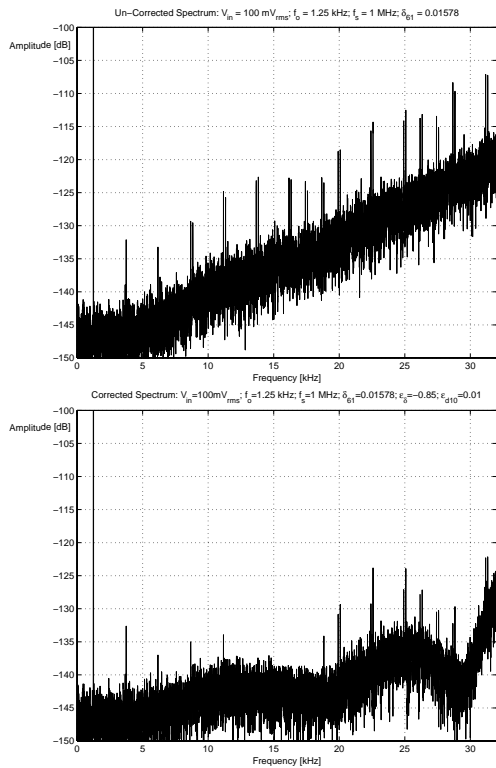 Un−Corrected Spectrum: V_in = 100 mV_rms; f_o = 1.25 kHz; f_s = 1 MHz; δ_61 = 0.01578
Amplitude [dB]
−100
−105
−110
−115
−120
−125
−130
−135
−140
−145
−150
0 5 10 15 20 25 30
Frequency [kHz]
Corrected Spectrum: V_in=100mV_rms; f_o=1.25 kHz; f_s=1 MHz; δ_61=0.01578; ε_δ=−0.85; ε_d10=0.01
Amplitude [dB]
−100
−105
−110
−115
−120
−125
−130
−135
−140
−145
−150
0 5 10 15 20 25 30
Frequency [kHz]